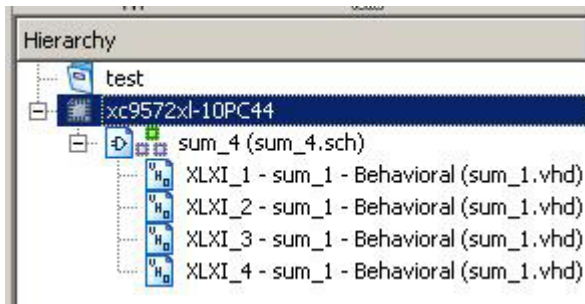 Hierarchy
test
xc9572xl-10PC44
sum_4 (sum_4.sch)
XLXI_1 - sum_1 - Behavioral (sum_1.vhd)
XLXI_2 - sum_1 - Behavioral (sum_1.vhd)
XLXI_3 - sum_1 - Behavioral (sum_1.vhd)
XLXI_4 - sum_1 - Behavioral (sum_1.vhd)